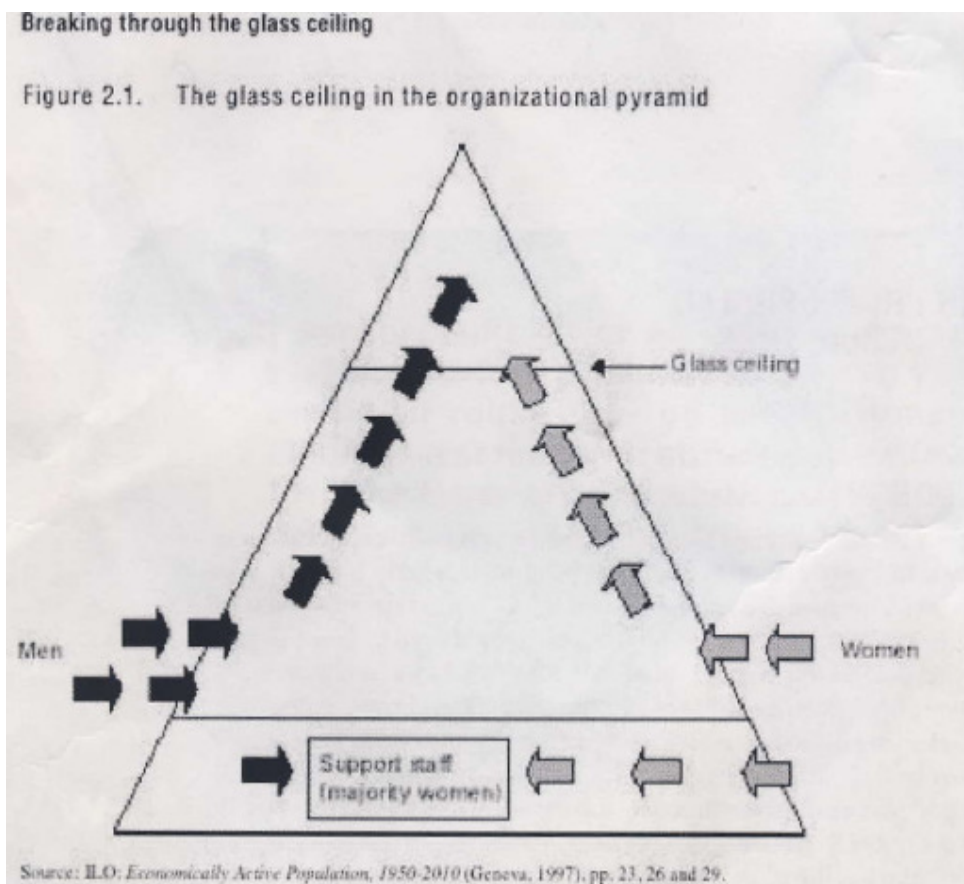 Breaking through the glass ceiling
Figure 2.1. The glass ceiling in the organizational pyramid
Glass ceiling
Men
Women
Support staff
(majority women)
Source: ILO: Economically Active Population, 1950-2010 (Geneva, 1997), pp. 23, 26 and 29.